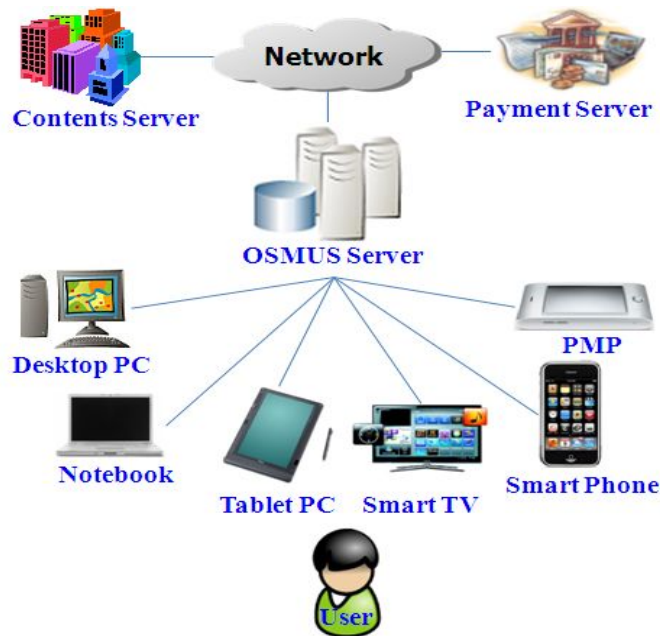 Network
Contents Server
Payment Server
OSMUS Server
Desktop PC
PMP
Notebook
Smart Phone
Tablet PC
Smart TV
User